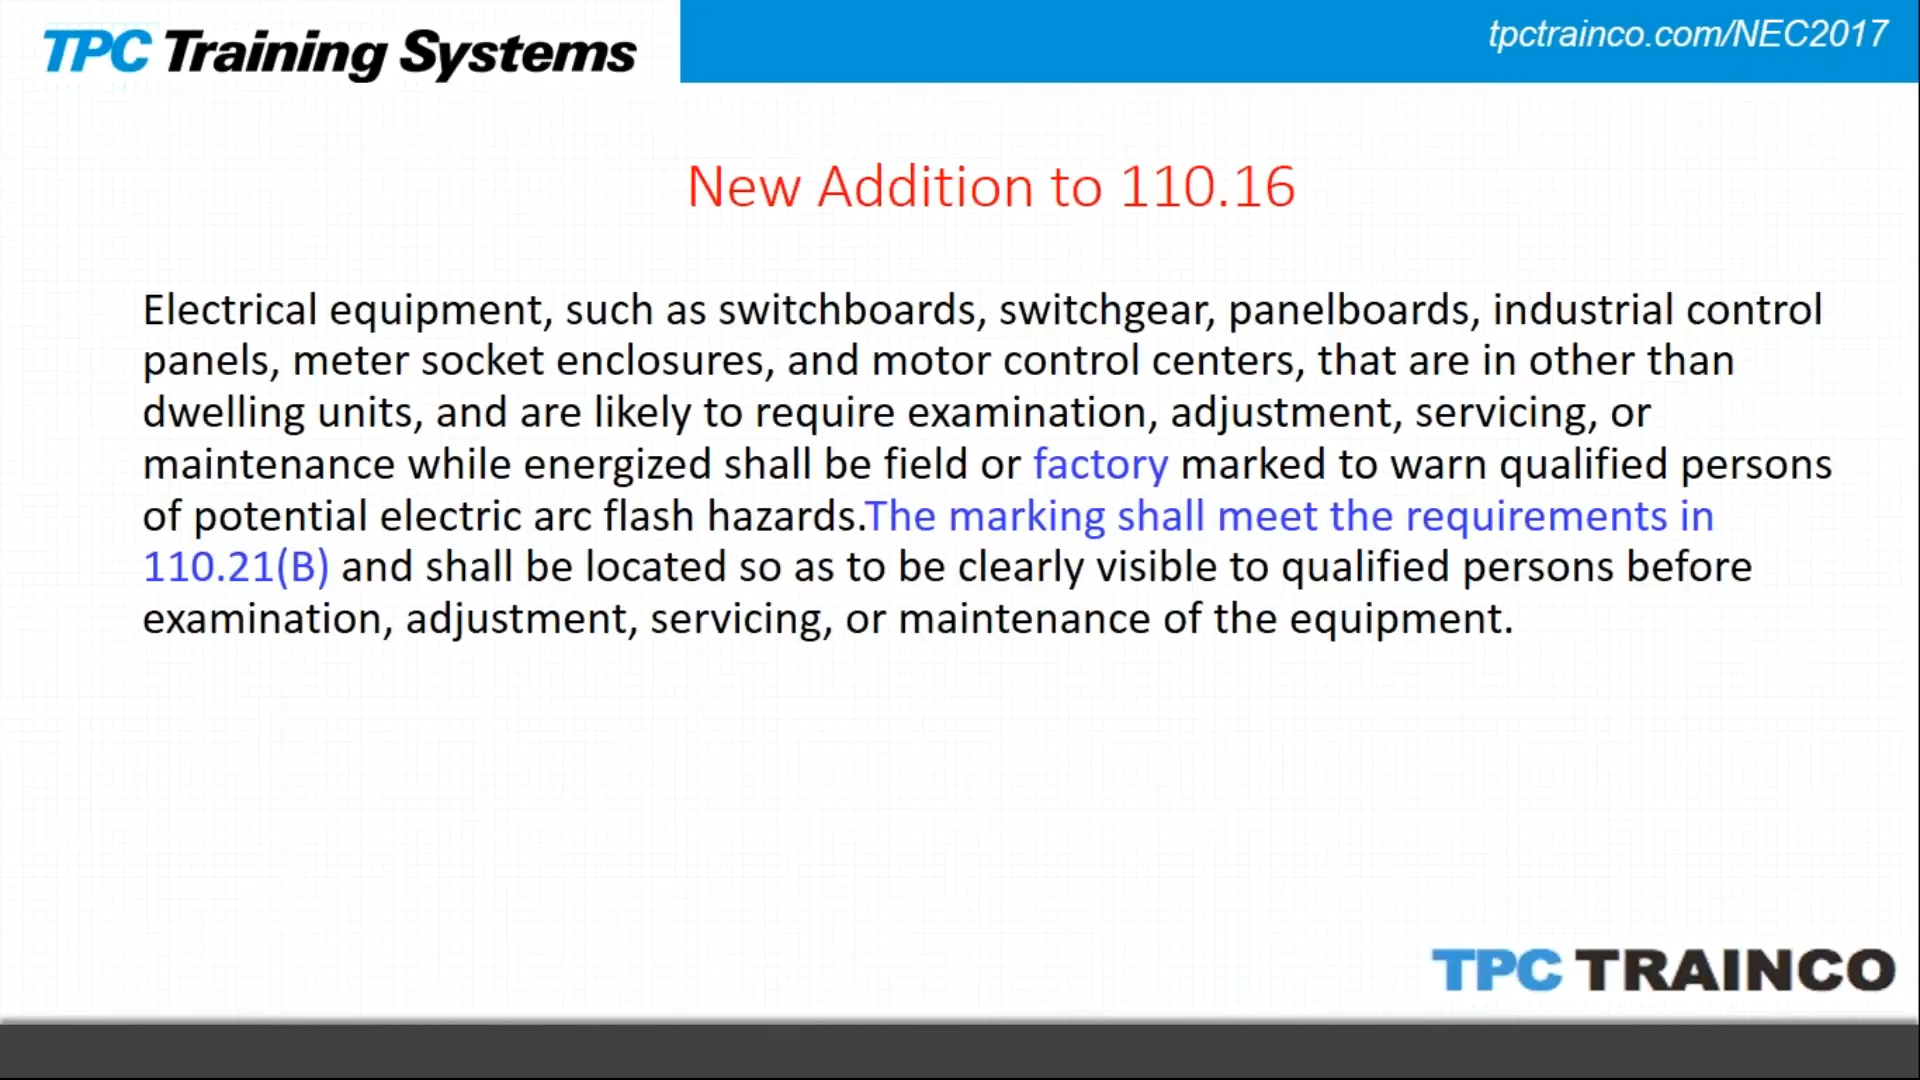 TPC Training Systems
tpctrainco.com/NEC2017
New Addition to 110.16
Electrical equipment, such as switchboards, switchgear, panelboards, industrial control
panels, meter socket enclosures, and motor control centers, that are in other than
dwelling units, and are likely to require examination, adjustment, servicing, or
maintenance while energized shall be field or factory marked to warn qualified persons
of potential electric arc flash hazards.The marking shall meet the requirements in
110.21(B) and shall be located so as to be clearly visible to qualified persons before
examination, adjustment, servicing, or maintenance of the equipment.
TPC TRAINCO